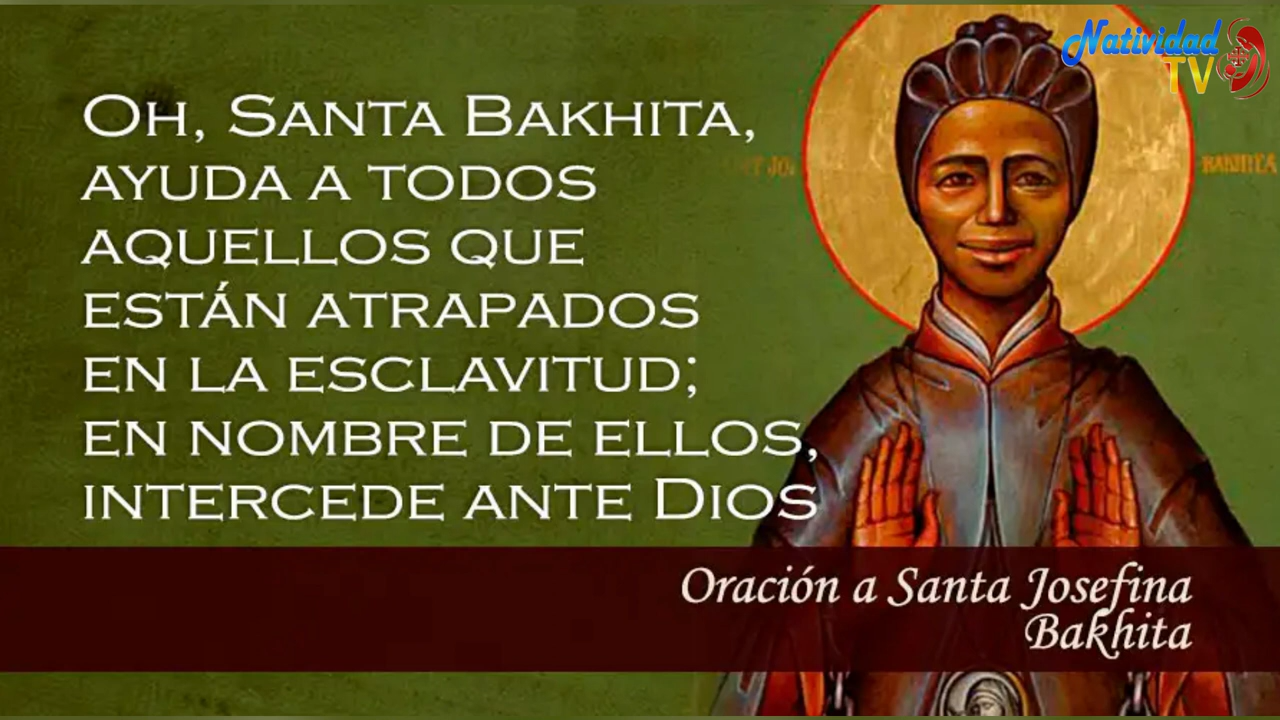 Natividad
TV
OH, SANTA BAKHITA,
AYUDA A TODOS
AQUELLOS QUE
ESTÁN ATRAPADOS
EN LA ESCLAVITUD;
EN NOMBRE DE ELLOS,
INTERCEDE ANTE DIOS
BAKHITA
Oración a Santa Josefina
Bakhita